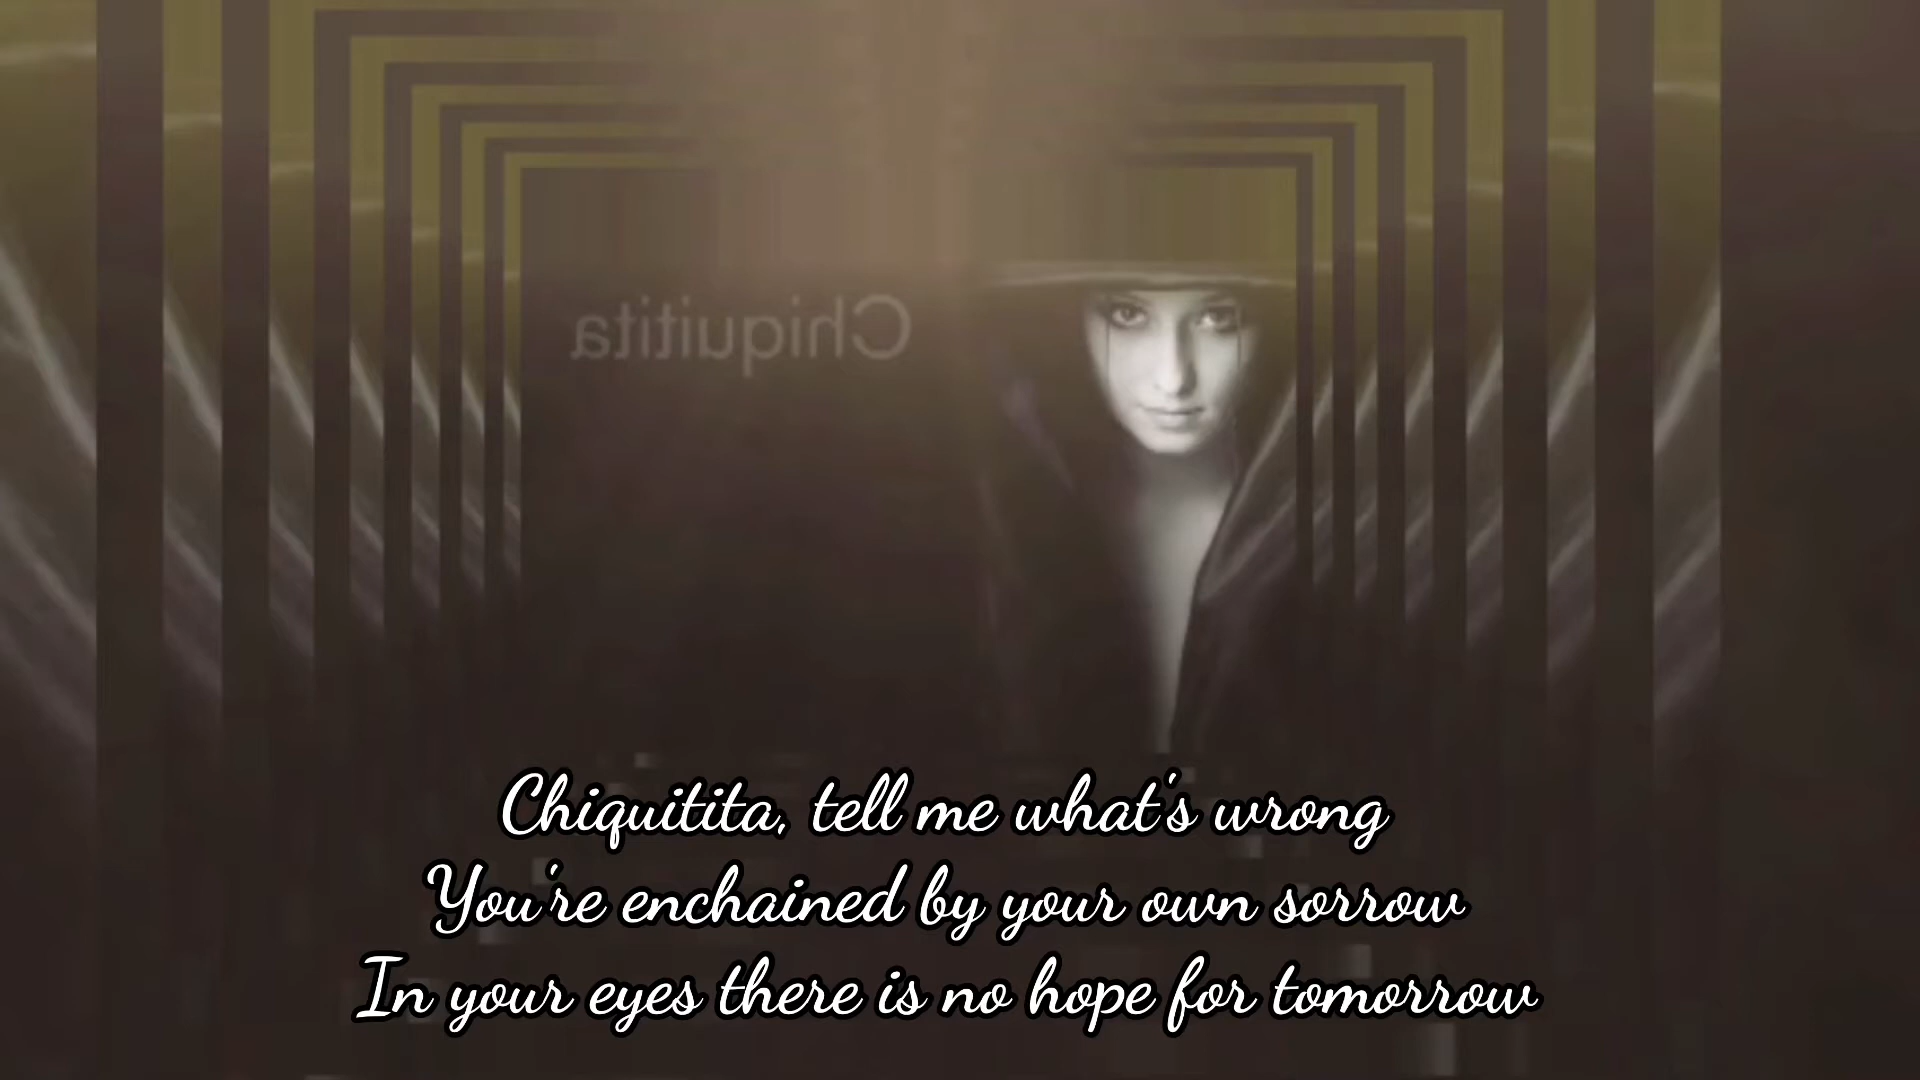 Chiquitita
Chiquitita, tell me what's wrong
You're enchained by your own sorrow
In your eyes there is no hope for tomorrow